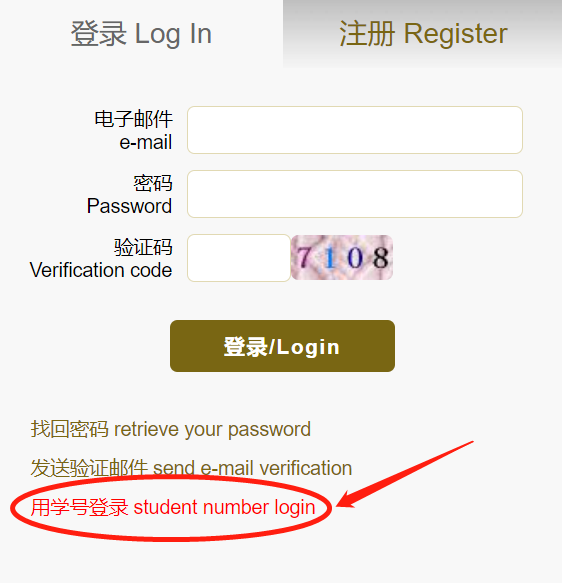 登录 Log In
注册 Register
电子邮件
e-mail
密码
Password
验证码
Verification code
7108
登录/Login
找回密码 retrieve your password
发送验证邮件 send e-mail verification
用学号登录 student number login